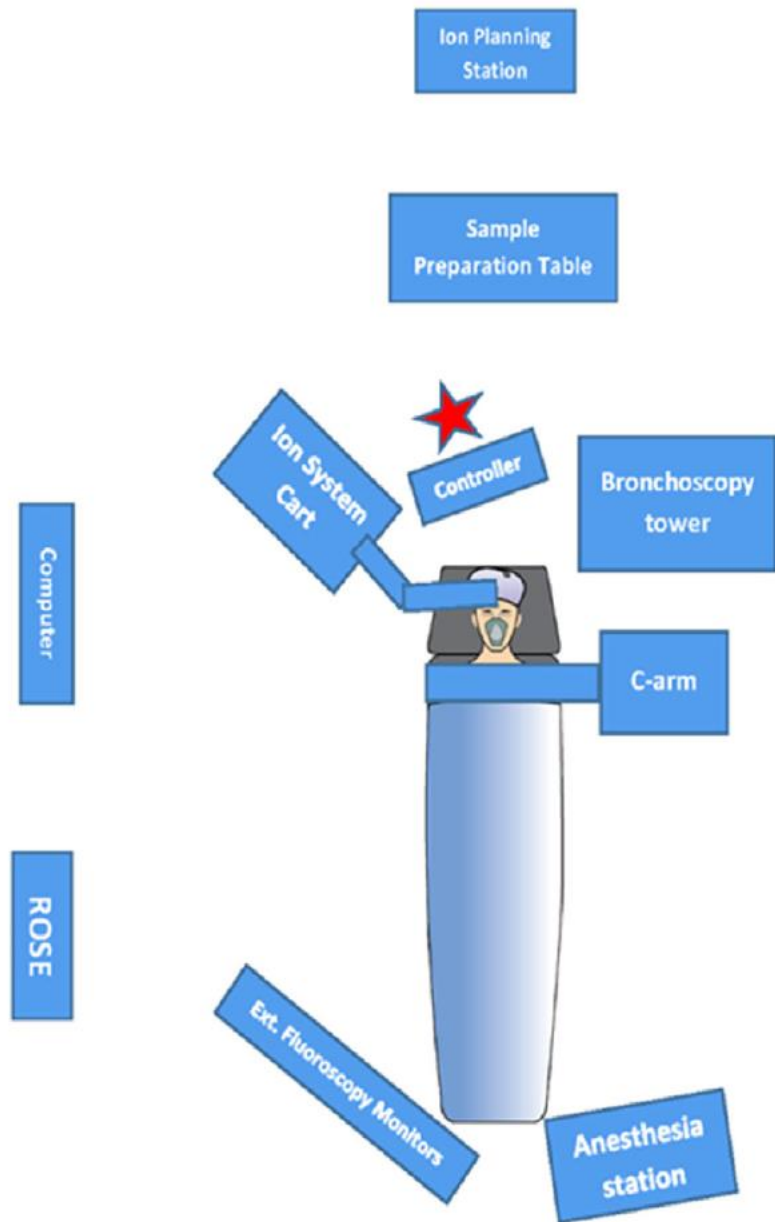 Ion Planning
Station
Sample
Preparation Table
Ion System
Cart
Controller
Bronchoscopy
tower
Computer
C-arm
ROSE
Ext. Fluoroscopy Monitors
Anesthesia
station